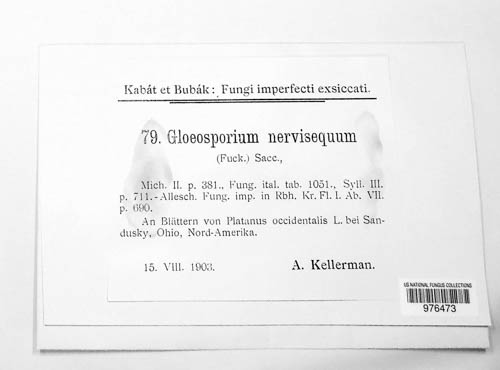 Kabát et Bubák: Fungi imperfecti exsiccati.
79. Gloeosporium nervisequum
(Fuck.) Sacc.,
Mich. II. p. 381., Fung. ital. tab. 1051., Syll. III.
p. 711.-Allesch. Fung. imp. in Rbh. Kr. Fl. I. Ab. VII.
p. 690.
An Blättern von Platanus occidentalis L. bei San-
dusky, Ohio, Nord-Amerika.
15. VIII. 1903. A. Kellerman.
US NATIONAL FUNGUS COLLECTIONS
976473